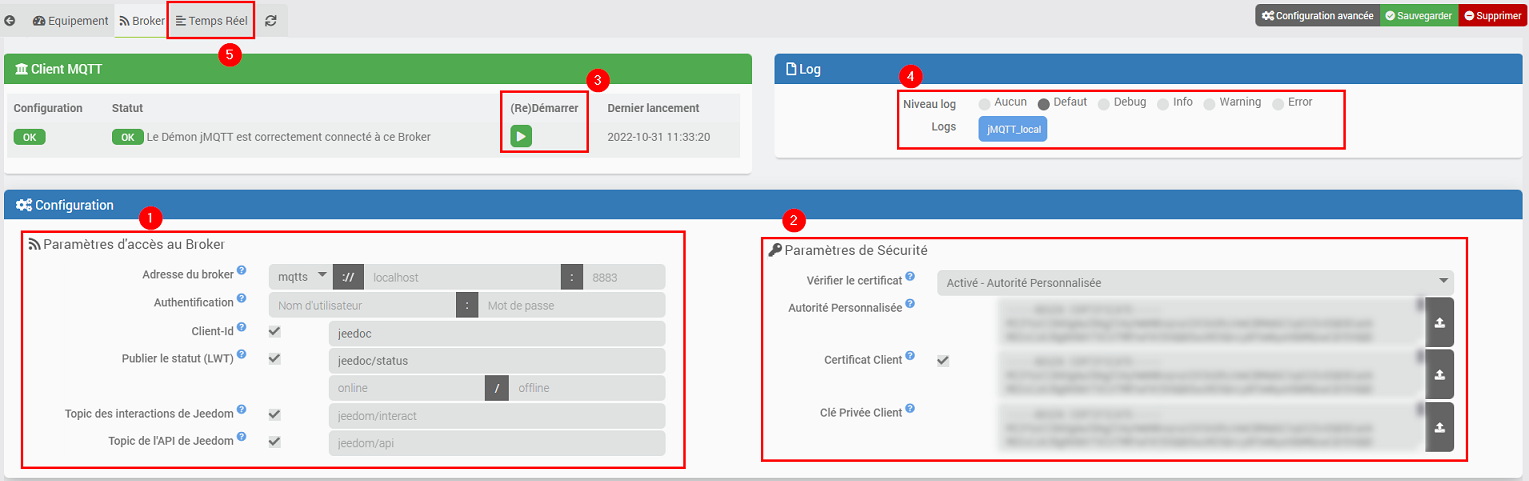 Equipement Broker Temps Réel
Configuration avancée Sauvegarder Supprimer
5
Client MQTT
3
Configuration Statut (Re)Démarrer Dernier lancement
OK OK Le Démon jMQTT est correctement connecté à ce Broker 2022-10-31 11:33:20
Log
4
Niveau log Aucun Defaut Debug Info Warning Error
Logs jMQTT_local
Configuration
1
Paramètres d'accès au Broker
Adresse du broker ? mqtts :// localhost : 8883
Authentification ? Nom d'utilisateur : Mot de passe
Client-Id ? jeedoc
Publier le statut (LWT) ? jeedoc/status
online / offline
Topic des interactions de Jeedom ? jeedom/interact
Topic de l'API de Jeedom ? jeedom/api
2
Paramètres de Sécurité
Vérifier le certificat ? Activé - Autorité Personnalisée
Autorité Personnalisée ?
Certificat Client ?
Clé Privée Client ?